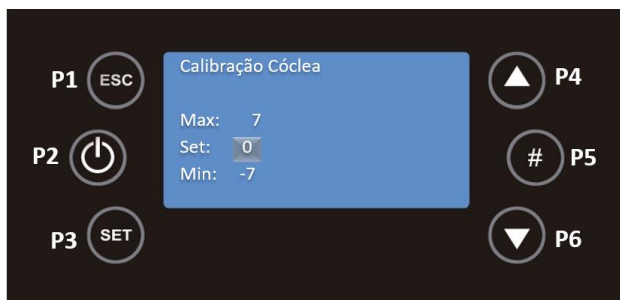 P1 ESC
P2
P3 SET
Calibração Cóclea
Max: 7
Set: 0
Min: -7
P4
# P5
P6